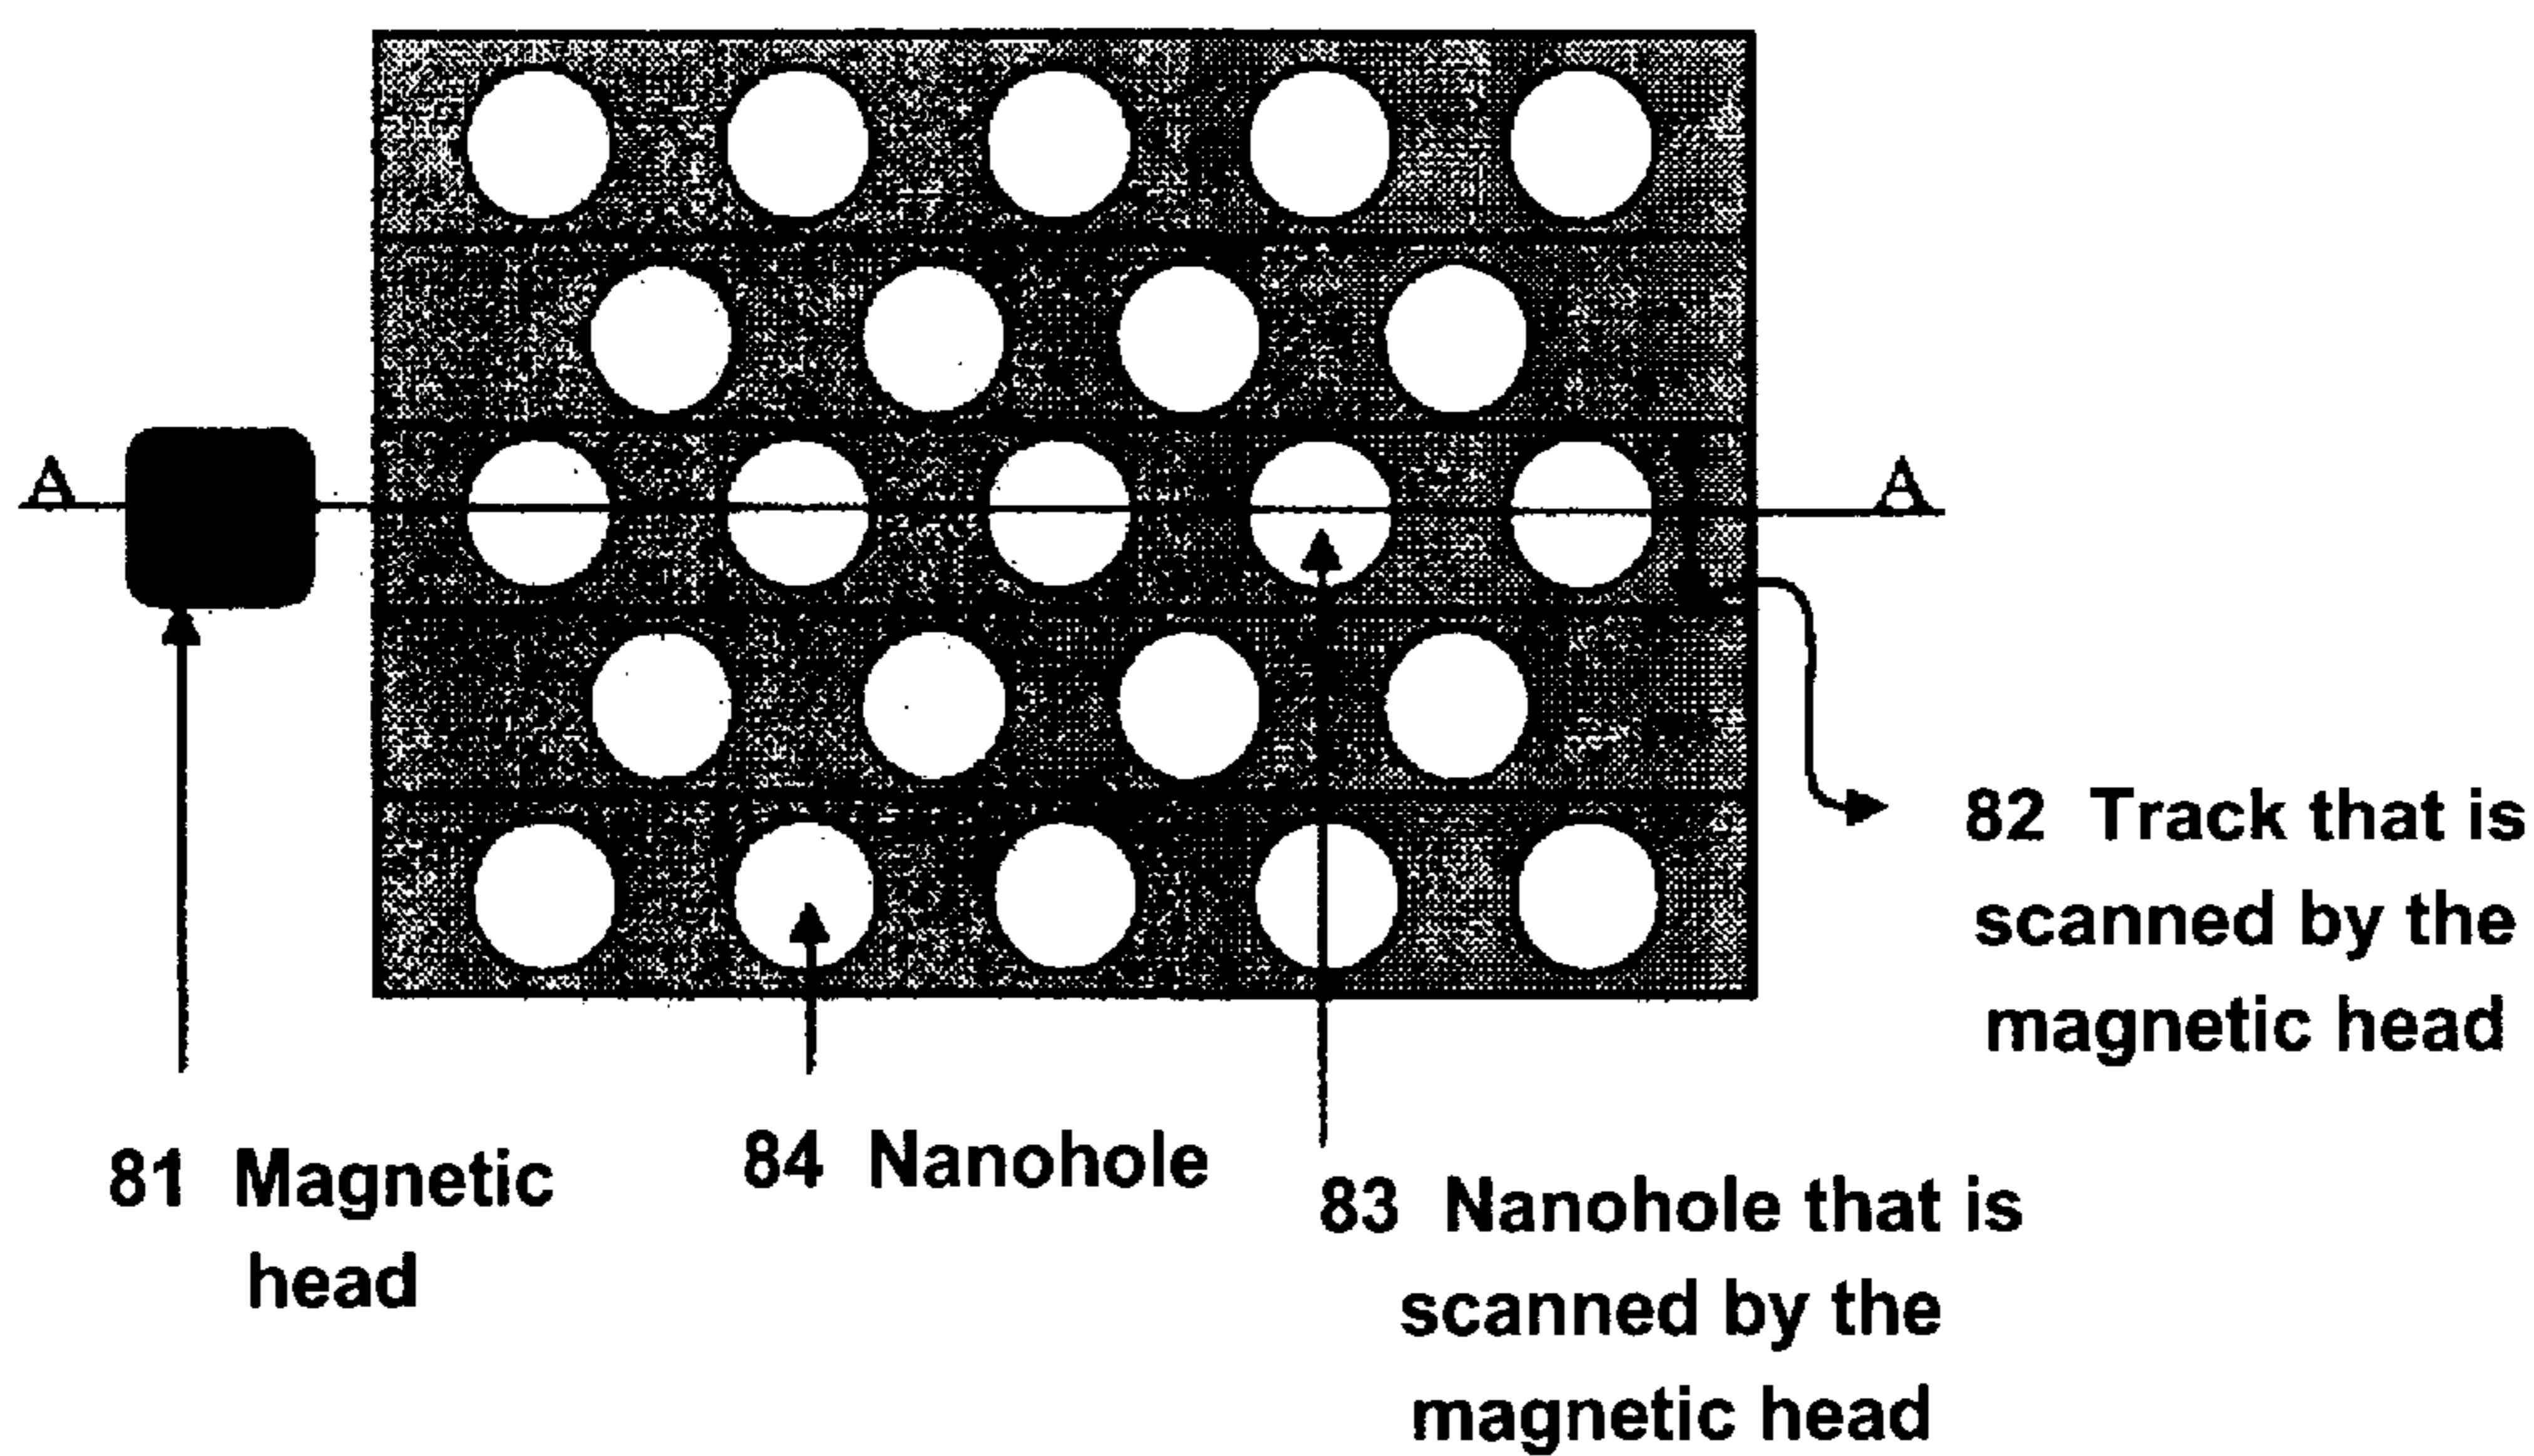 A
A
82 Track that is
scanned by the
magnetic head
81 Magnetic
head
84 Nanohole
83 Nanohole that is
scanned by the
magnetic head